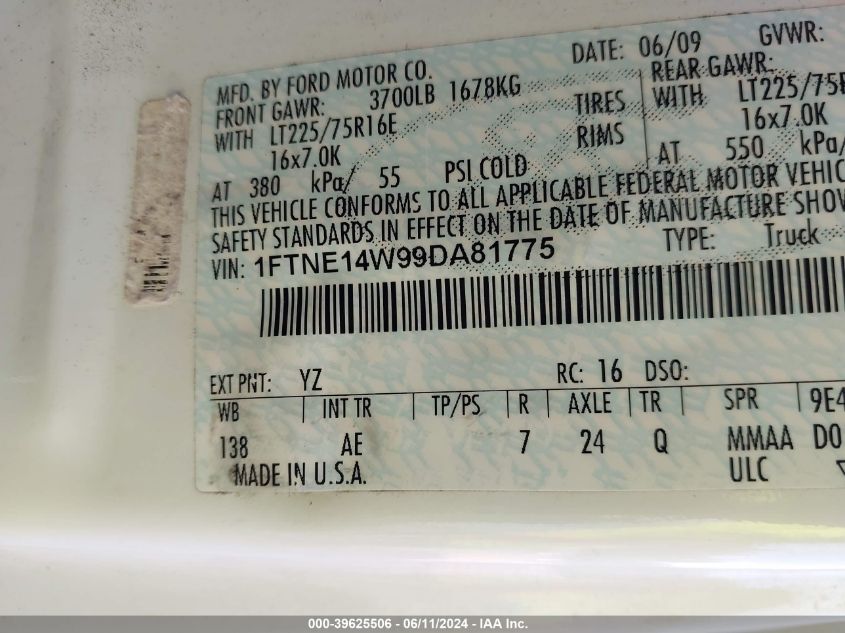 DATE: 06/09 GVWR:
MFD. BY FORD MOTOR CO.
FRONT GAWR: 3700LB 1678KG REAR GAWR:
WITH LT225/75R16E TIRES WITH LT225/75R
16x7.0K RIMS 16x7.0K
AT 380 kPa/ 55 PSI COLD AT 550 kPa/
THIS VEHICLE CONFORMS TO ALL APPLICABLE FEDERAL MOTOR VEHIC
SAFETY STANDARDS IN EFFECT ON THE DATE OF MANUFACTURE SHOW
VIN: 1FTNE14W99DA81775 TYPE: Truck
EXT PNT: YZ RC: 16 DSO:
WB INT TR TP/PS R AXLE TR SPR 9E4
138 AE 7 24 Q MMAA DO
MADE IN U.S.A. ULC
000-39625506 - 06/11/2024 - IAA Inc.